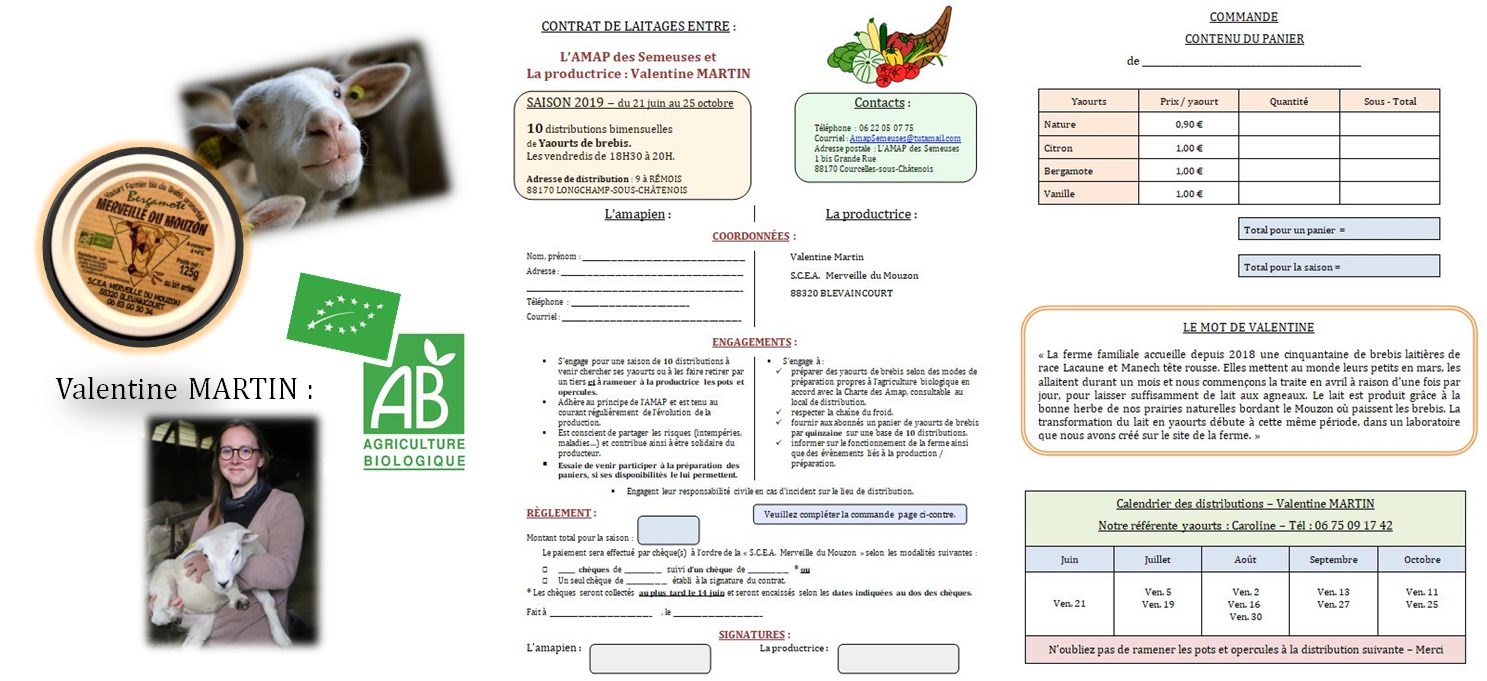 Yaourt Fermier bio de Brebis
Bergamote
MERVEILLE DU MOUZON
A conserver
à +4°C
Poids net :
125g
au lait entier
S.C.E.A. MERVEILLE DU MOUZON
88320 BLEVAINCOURT
06 83 00 50 34
Valentine MARTIN :
AB
AGRICULTURE
BIOLOGIQUE
CONTRAT DE LAITAGES ENTRE :
L'AMAP des Semeuses et
La productrice : Valentine MARTIN
SAISON 2019 – du 21 juin au 25 octobre
10 distributions bimensuelles
de Yaourts de brebis.
Les vendredis de 18H30 à 20H.
Adresse de distribution : 9 à RÉMOIS
88170 LONGCHAMP-SOUS-CHÂTENOIS
Contacts :
Téléphone : 06 22 05 07 75
Courriel : AmapSemeuses@tutamail.com
Adresse postale : L'AMAP des Semeuses
1 bis Grande Rue
88170 Courcelles-sous-Châtenois
L'amapien :
La productrice :
COORDONNÉES :
Nom, prénom :
Adresse :
Téléphone :
Courriel :
Valentine Martin
S.C.E.A. Merveille du Mouzon
88320 BLEVAINCOURT
ENGAGEMENTS :
S'engage pour une saison de 10 distributions à
venir chercher ses yaourts ou à les faire retirer par
un tiers et à ramener à la productrice les pots et
opercules.
Adhère au principe de l'AMAP et est tenu au
courant régulièrement de l'évolution de la
production.
Est conscient de partager les risques (intempéries,
maladies...) et contribue ainsi à être solidaire du
producteur.
Essaie de venir participer à la préparation des
paniers, si ses disponibilités le lui permettent.
S'engage à :
préparer des yaourts de brebis selon des modes de
préparation propres à l'agriculture biologique en
accord avec la Charte des Amap, consultable au
local de distribution.
respecter la chaîne du froid.
fournir aux abonnés un panier de yaourts de brebis
par quinzaine sur une base de 10 distributions.
informer sur le fonctionnement de la ferme ainsi
que des évènements liés à la production /
préparation.
Engagent leur responsabilité civile en cas d'incident sur le lieu de distribution.
RÈGLEMENT :
Veuillez compléter la commande page ci-contre.
Montant total pour la saison :
Le paiement sera effectué par chèque(s) à l'ordre de la « S.C.E.A. Merveille du Mouzon » selon les modalités suivantes :
____ chèques de ____________ suivi d'un chèque de ____________ * ou
Un seul chèque de ____________ établi à la signature du contrat.
* Les chèques seront collectés au plus tard le 14 juin et seront encaissés selon les dates indiquées au dos des chèques.
Fait à ____________________ , le ____________________
SIGNATURES :
L'amapien :
La productrice :
COMMANDE
CONTENU DU PANIER
de ________________________________
Yaourts Prix / yaourt Quantité Sous - Total
Nature 0,90 €
Citron 1,00 €
Bergamote 1,00 €
Vanille 1,00 €
Total pour un panier =
Total pour la saison =
LE MOT DE VALENTINE
« La ferme familiale accueille depuis 2018 une cinquantaine de brebis laitières de
race Lacaune et Manech tête rousse. Elles mettent au monde leurs petits en mars, les
allaitent durant un mois et nous commençons la traite en avril à raison d'une fois par
jour, pour laisser suffisamment de lait aux agneaux. Le lait est produit grâce à la
bonne herbe de nos prairies naturelles bordant le Mouzon où paissent les brebis. La
transformation du lait en yaourts débute à cette même période, dans un laboratoire
que nous avons créé sur le site de la ferme. »
Calendrier des distributions – Valentine MARTIN
Notre référente yaourts : Caroline – Tél : 06 75 09 17 42
Juin Juillet Août Septembre Octobre
Ven. 21
Ven. 5
Ven. 19
Ven. 2
Ven. 16
Ven. 30
Ven. 13
Ven. 27
Ven. 11
Ven. 25
N'oubliez pas de ramener les pots et opercules à la distribution suivante – Merci